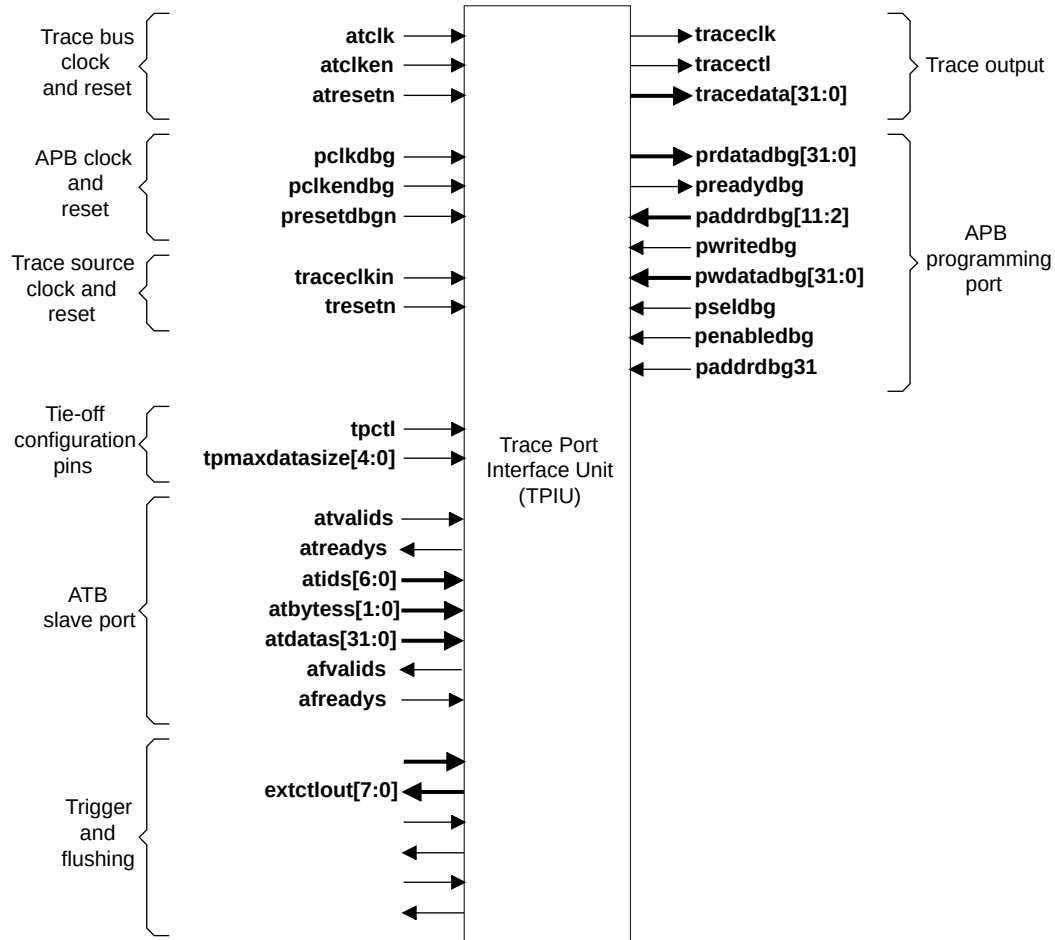 Trace bus
clock
and reset
atclk
atclken
atresetn
APB clock
and
reset
pclkdbg
pclkendbg
presetdbgn
Trace source
clock and
reset
traceclkin
tresetn
Tie-off
configuration
pins
tpctl
tpmaxdatasize[4:0]
ATB
slave port
atvalids
atreadys
atids[6:0]
atbytess[1:0]
atdatas[31:0]
afvalids
afreadys
Trigger
and
flushing
extctlout[7:0]
Trace Port
Interface Unit
(TPIU)
traceclk
tracectl
tracedata[31:0]
Trace output
prdatadbg[31:0]
preadydbg
paddrdbg[11:2]
pwritedbg
pwdatadbg[31:0]
pseldbg
penabledbg
paddrdbg31
APB
programming
port